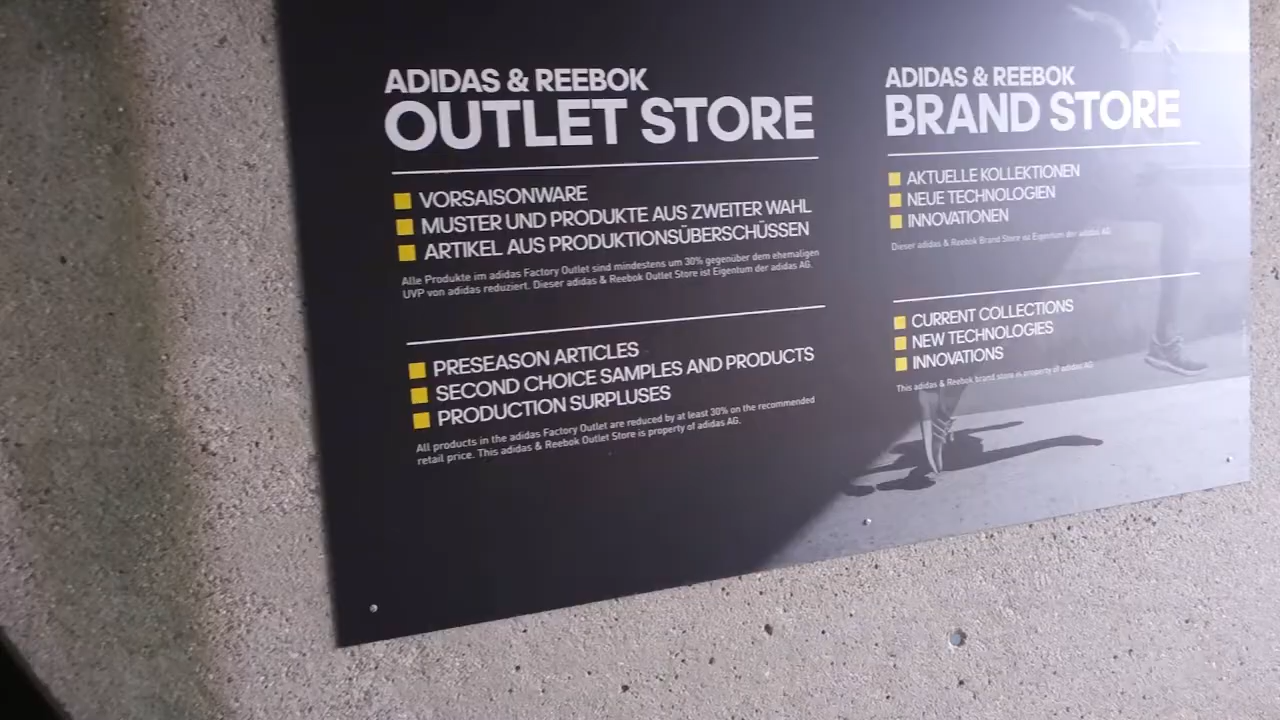 ADIDAS & REEBOK
OUTLET STORE
VORSAISONWARE
MUSTER UND PRODUKTE AUS ZWEITER WAHL
ARTIKEL AUS PRODUKTIONSÜBERSCHÜSSEN
Alle Produkte im adidas Factory Outlet sind mindestens um 30% gegenüber dem ehemaligen
UVP von adidas reduziert. Dieser adidas & Reebok Outlet Store ist Eigentum der adidas AG.
PRESEASON ARTICLES
SECOND CHOICE SAMPLES AND PRODUCTS
PRODUCTION SURPLUSES
All products in the adidas Factory Outlet are reduced by at least 30% on the recommended
retail price. This adidas & Reebok Outlet Store is property of adidas AG.
ADIDAS & REEBOK
BRAND STORE
AKTUELLE KOLLEKTIONEN
NEUE TECHNOLOGIEN
INNOVATIONEN
Dieser adidas & Reebok Brand Store ist Eigentum der adidas AG.
CURRENT COLLECTIONS
NEW TECHNOLOGIES
INNOVATIONS
This adidas & Reebok brand store is property of adidas AG